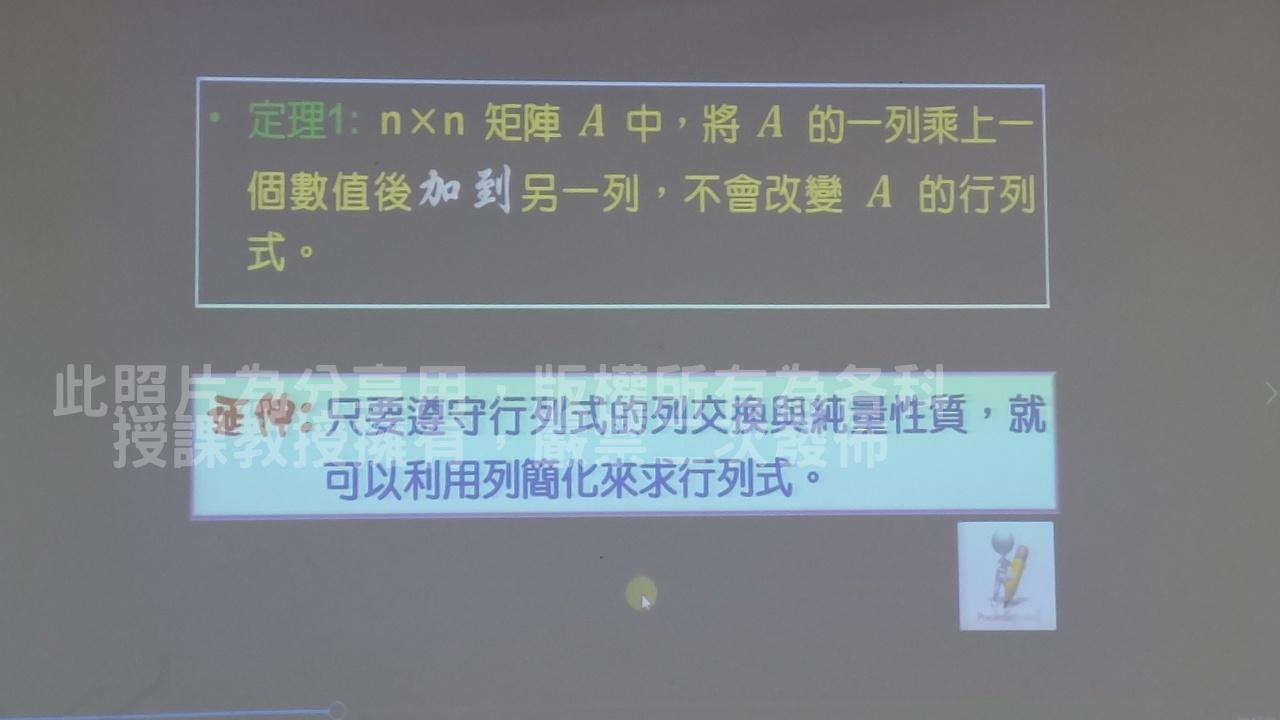 • 定理1: n×n 矩陣 A 中，將 A 的一列乘上一
個數值後加到另一列，不會改變 A 的行列
式。
此照片為分享用，版權所有為各科
授課教授擁有，嚴禁二次發佈
延伸: 只要遵守行列式的列交換與純量性質，就
可以利用列簡化來求行列式。